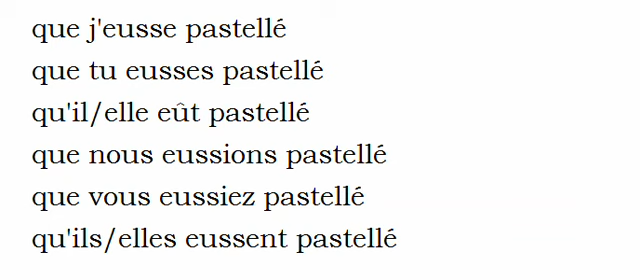 que j'eusse pastellé
que tu eusses pastellé
qu'il/elle eût pastellé
que nous eussions pastellé
que vous eussiez pastellé
qu'ils/elles eussent pastellé